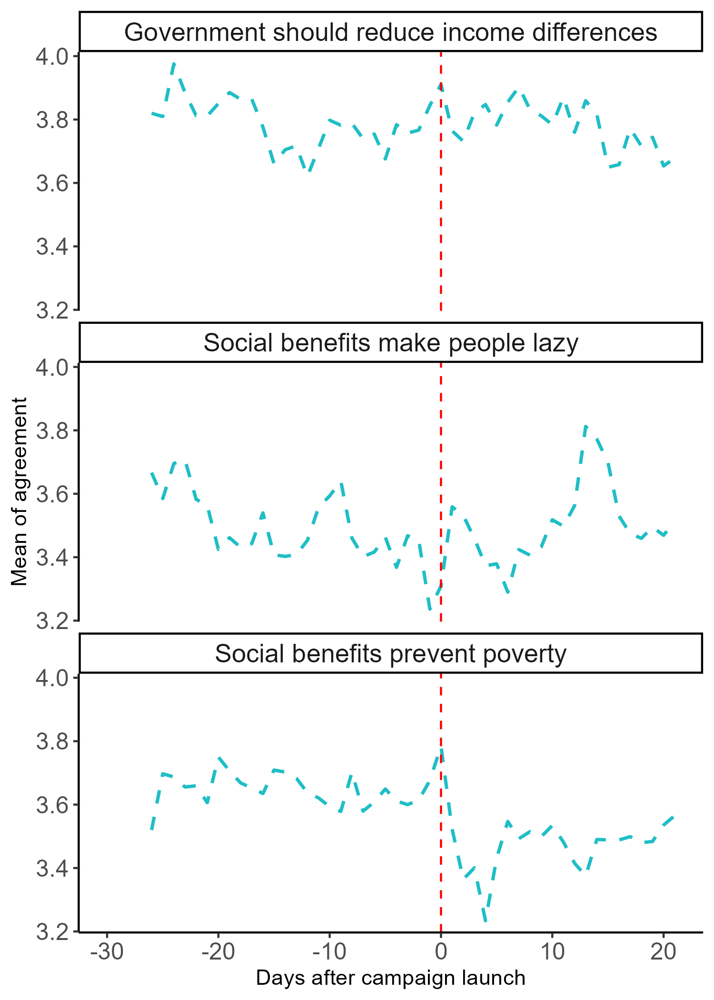 Government should reduce income differences
4.0
3.8
3.6
3.4
3.2
Social benefits make people lazy
4.0
3.8
3.6
3.4
3.2
Mean of agreement
Social benefits prevent poverty
4.0
3.8
3.6
3.4
3.2
-30 -20 -10 0 10 20
Days after campaign launch